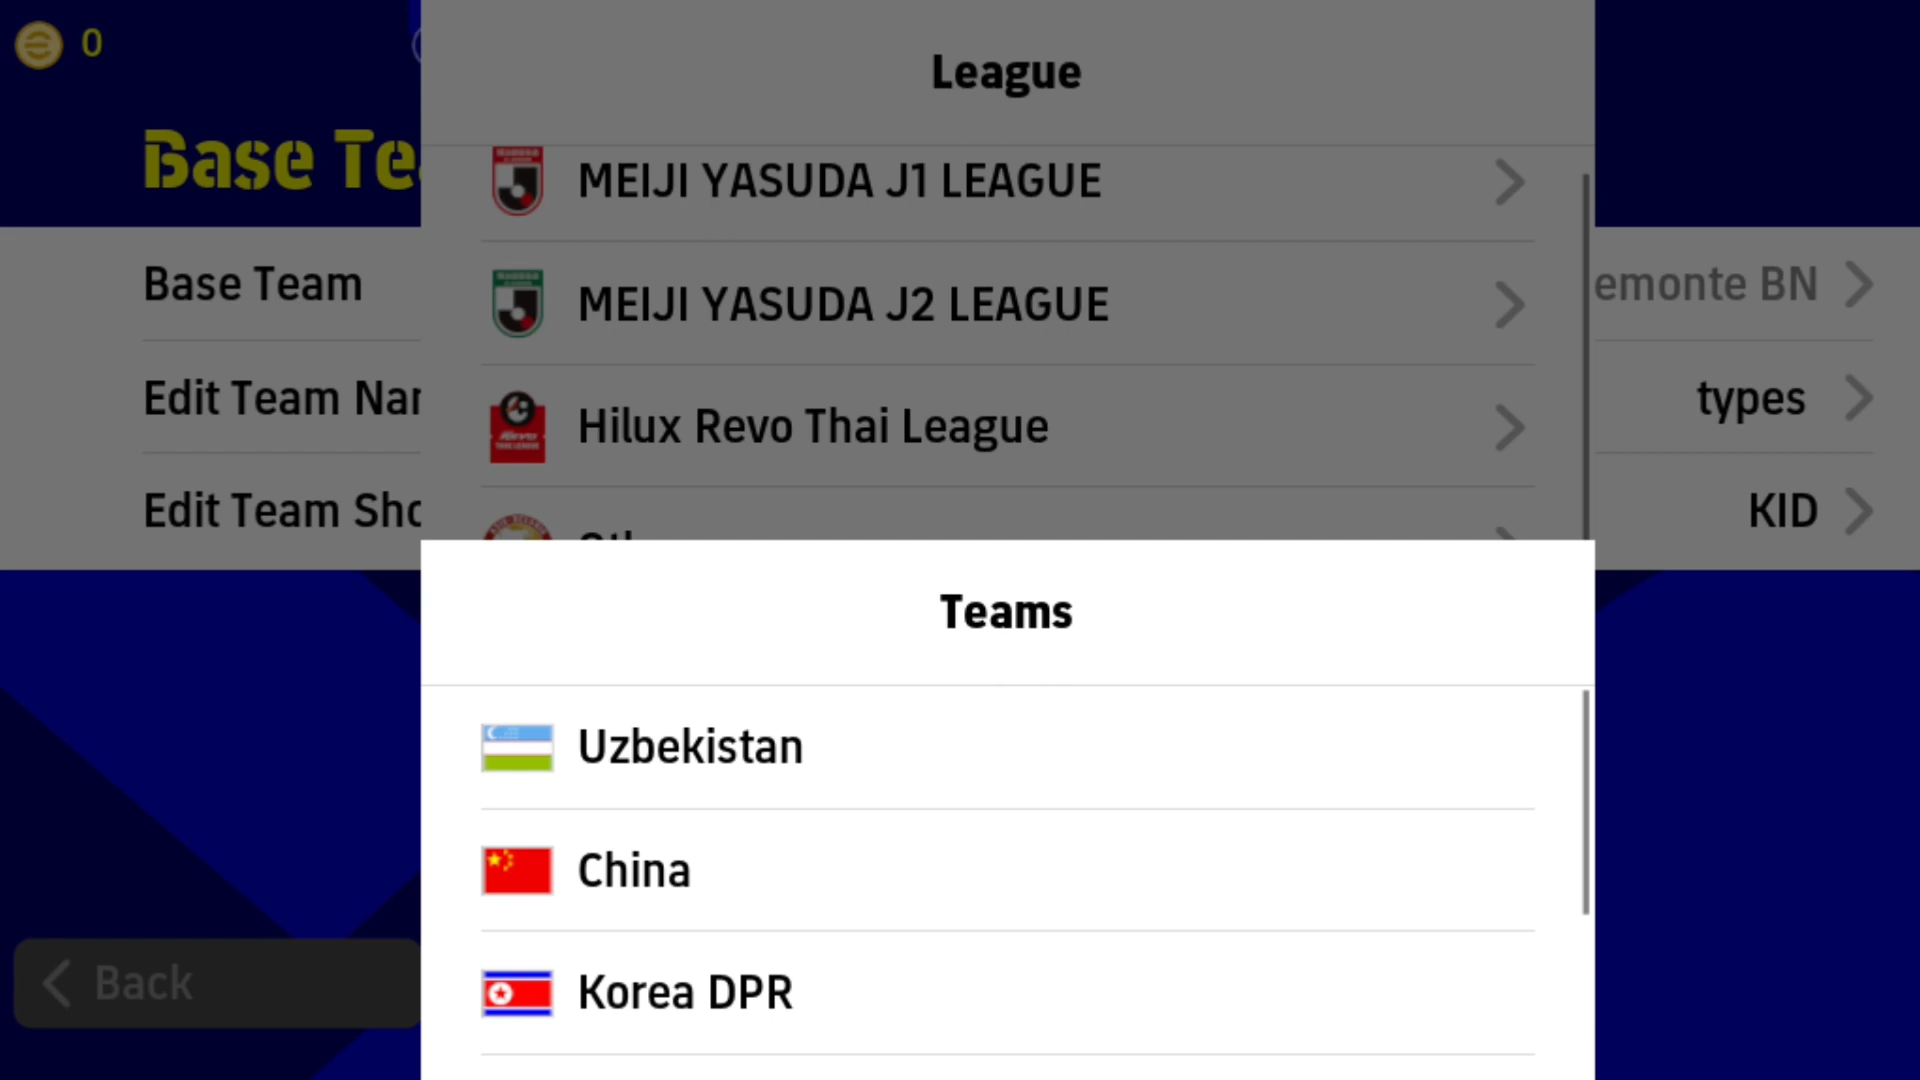 0
League
Base Te
MEIJI YASUDA J1 LEAGUE
Base Team
emonte BN
MEIJI YASUDA J2 LEAGUE
Edit Team Nar
types
Hilux Revo Thai League
Edit Team Sho
KID
Teams
Uzbekistan
China
Korea DPR
Back